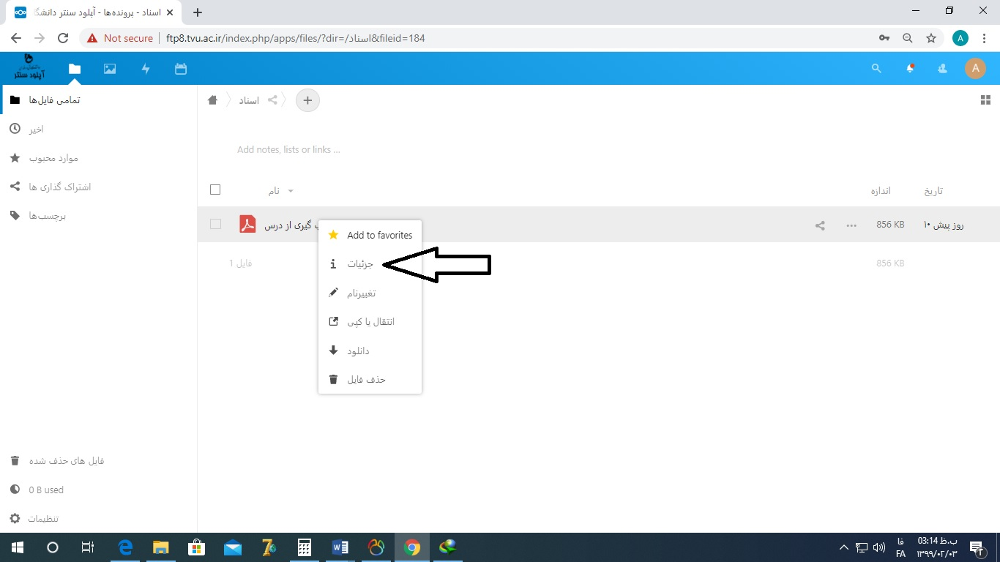 اسناد - پرونده‌ها - آپلود سنتر دانشگا
Not secure
ftp8.tvu.ac.ir/index.php/apps/files/?dir=/اسناد&fileid=184
A
آپلود سنتر
A
تمامی فایل‌ها
اخیر
موارد محبوب
اشتراک گذاری ها
برچسب‌ها
اسناد
Add notes, lists or links ...
نام
اندازه
تاریخ
گیری از درس
856 KB
۱۰ روز پیش
1 فایل
856 KB
Add to favorites
جزئیات
تغییرنام
انتقال یا کپی
دانلود
حذف فایل
فایل های حذف شده
0 B used
تنظیمات
فا
FA
03:14 ب.ظ
۱۳۹۹/۰۲/۰۳